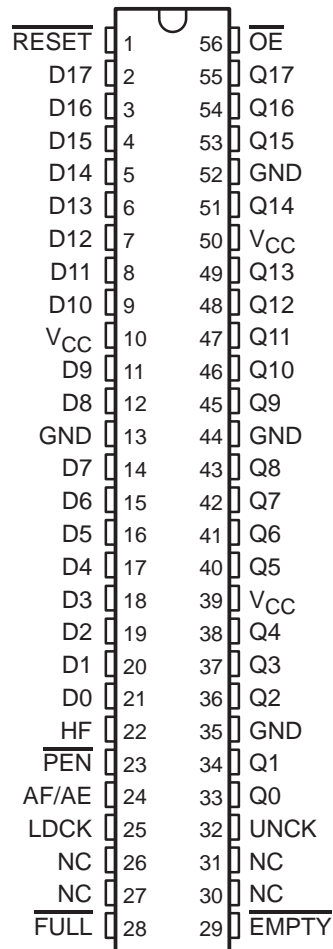 RESET 1 56 OE
D17 2 55 Q17
D16 3 54 Q16
D15 4 53 Q15
D14 5 52 GND
D13 6 51 Q14
D12 7 50 VCC
D11 8 49 Q13
D10 9 48 Q12
VCC 10 47 Q11
D9 11 46 Q10
D8 12 45 Q9
GND 13 44 GND
D7 14 43 Q8
D6 15 42 Q7
D5 16 41 Q6
D4 17 40 Q5
D3 18 39 VCC
D2 19 38 Q4
D1 20 37 Q3
D0 21 36 Q2
HF 22 35 GND
PEN 23 34 Q1
AF/AE 24 33 Q0
LDCK 25 32 UNCK
NC 26 31 NC
NC 27 30 NC
FULL 28 29 EMPTY